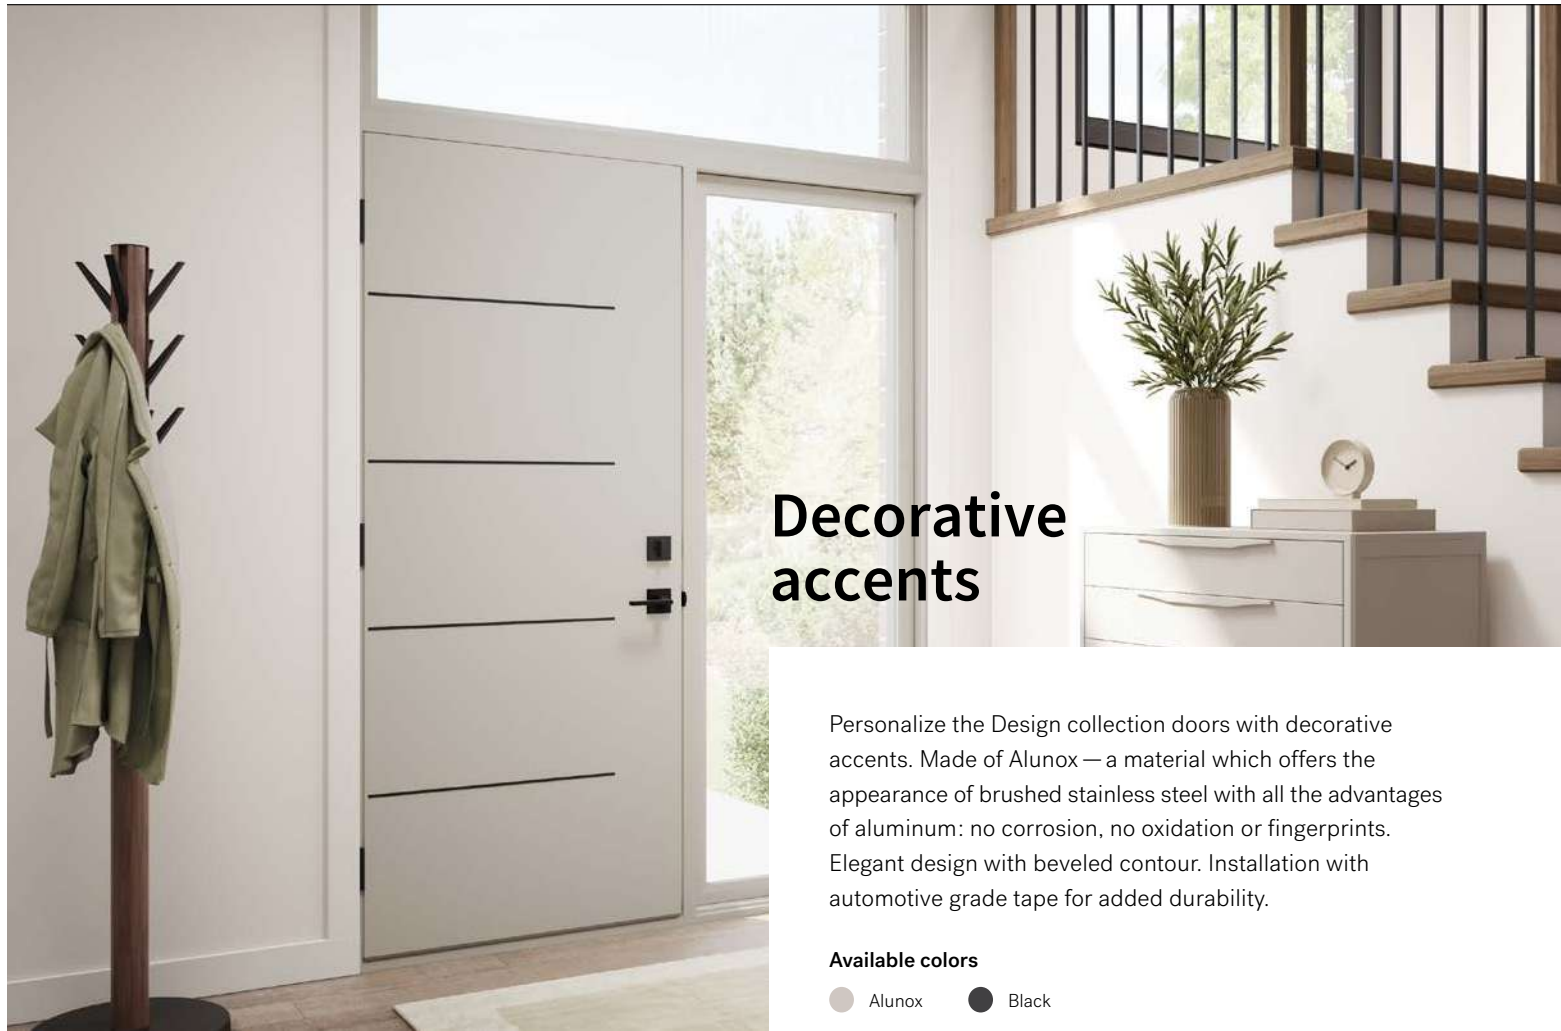 Decorative
accents
Personalize the Design collection doors with decorative
accents. Made of Alunox — a material which offers the
appearance of brushed stainless steel with all the advantages
of aluminum: no corrosion, no oxidation or fingerprints.
Elegant design with beveled contour. Installation with
automotive grade tape for added durability.
Available colors
Alunox Black